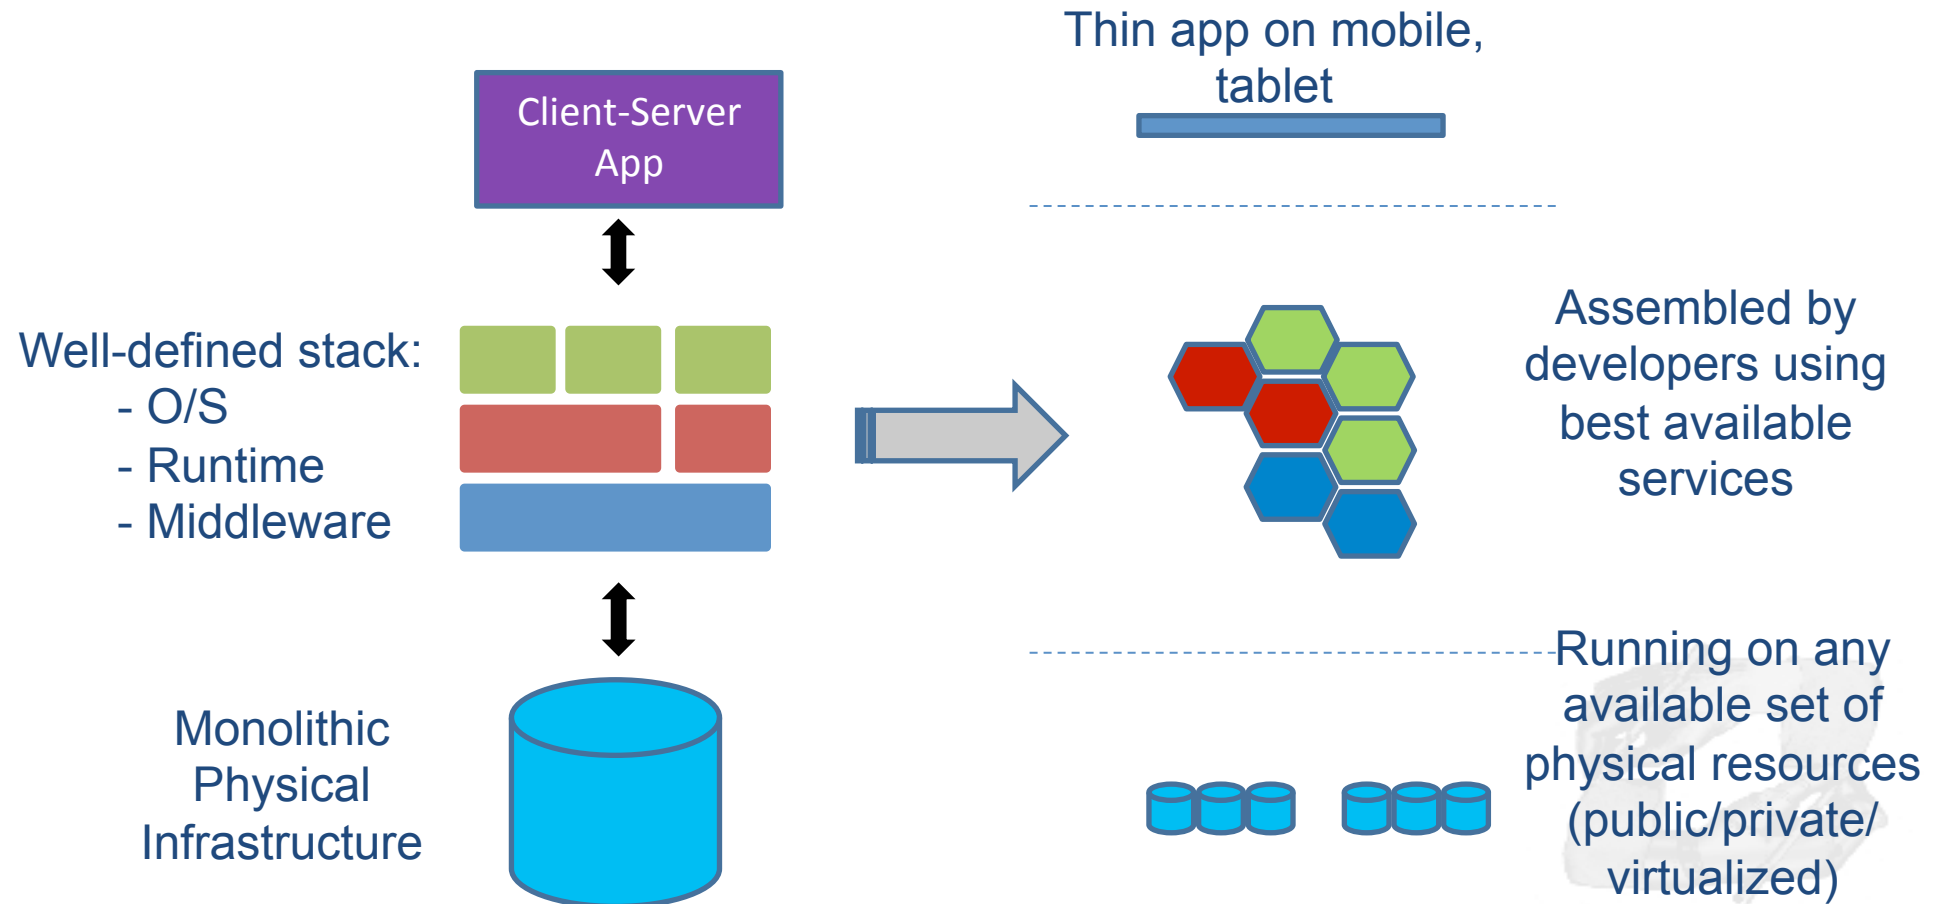 Thin app on mobile,
tablet
Client-Server
App
Well-defined stack:
- O/S
- Runtime
- Middleware
Assembled by
developers using
best available
services
Monolithic
Physical
Infrastructure
Running on any
available set of
physical resources
(public/private/
virtualized)